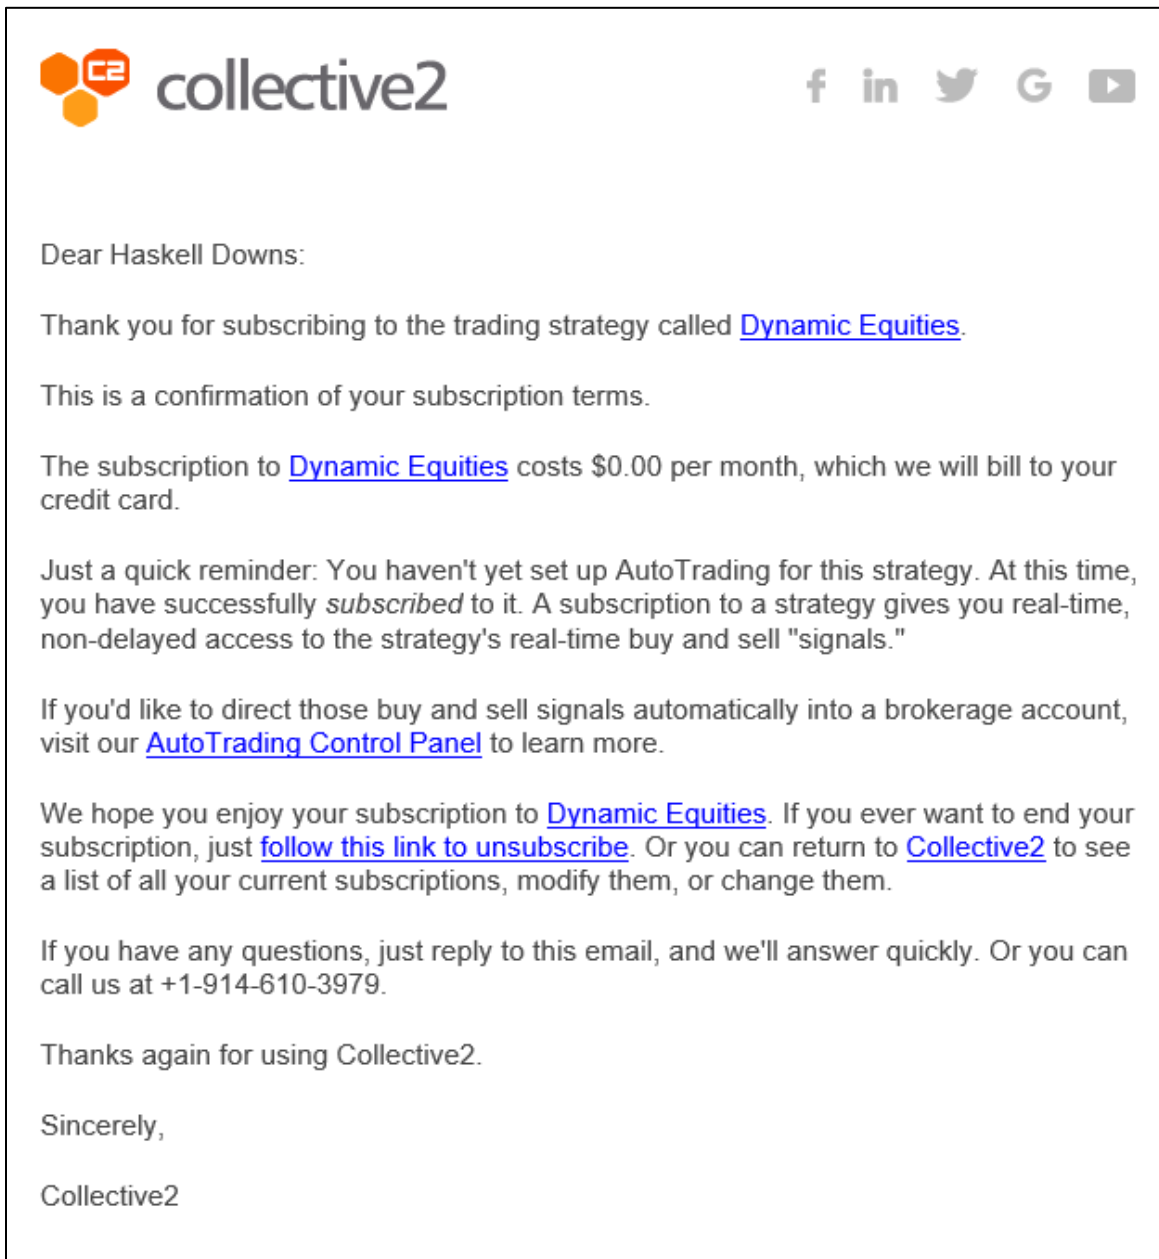 C2 collective2
Dear Haskell Downs:
Thank you for subscribing to the trading strategy called Dynamic Equities.
This is a confirmation of your subscription terms.
The subscription to Dynamic Equities costs $0.00 per month, which we will bill to your
credit card.
Just a quick reminder: You haven't yet set up AutoTrading for this strategy. At this time,
you have successfully subscribed to it. A subscription to a strategy gives you real-time,
non-delayed access to the strategy's real-time buy and sell "signals."
If you'd like to direct those buy and sell signals automatically into a brokerage account,
visit our AutoTrading Control Panel to learn more.
We hope you enjoy your subscription to Dynamic Equities. If you ever want to end your
subscription, just follow this link to unsubscribe. Or you can return to Collective2 to see
a list of all your current subscriptions, modify them, or change them.
If you have any questions, just reply to this email, and we'll answer quickly. Or you can
call us at +1-914-610-3979.
Thanks again for using Collective2.
Sincerely,
Collective2